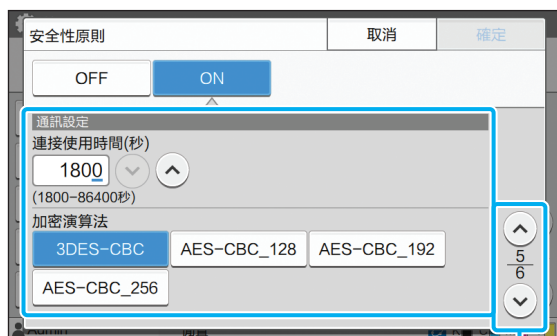 安全性原則 取消 確定
OFF ON
通訊設定
連接使用時間(秒)
1800
(1800-86400秒)
加密演算法
3DES-CBC AES-CBC_128 AES-CBC_192
AES-CBC_256
5
6
Admin